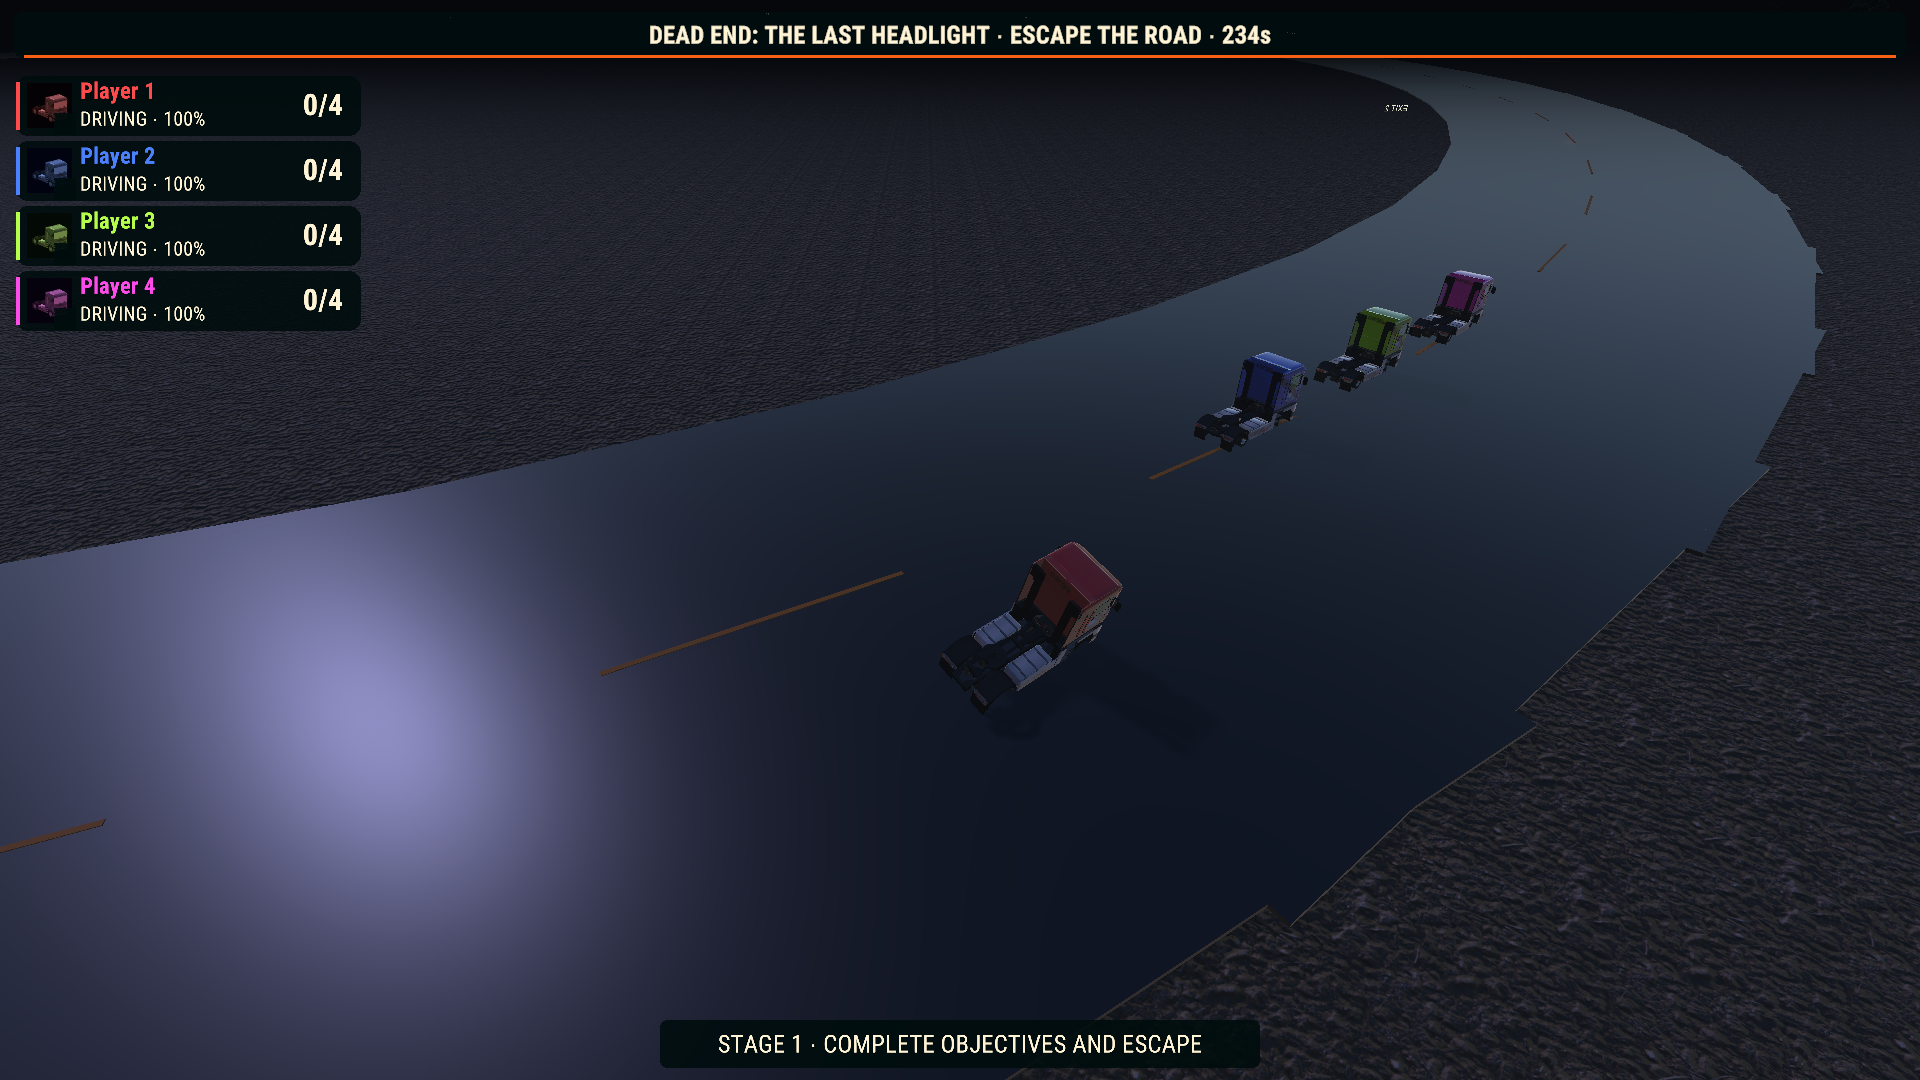 DEAD END: THE LAST HEADLIGHT · ESCAPE THE ROAD · 234s
Player 1
DRIVING · 100%
0/4
Player 2
DRIVING · 100%
0/4
Player 3
DRIVING · 100%
0/4
Player 4
DRIVING · 100%
0/4
STAGE 1 · COMPLETE OBJECTIVES AND ESCAPE